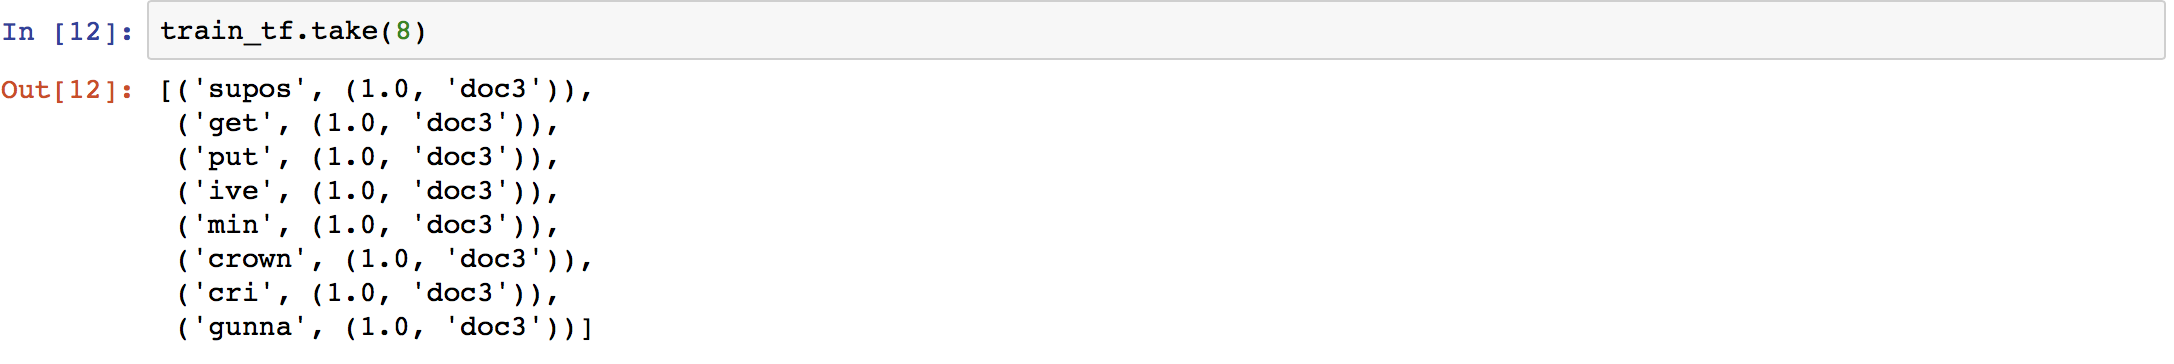 In [12]: train_tf.take(8)
Out[12]: [('supos', (1.0, 'doc3')),
('get', (1.0, 'doc3')),
('put', (1.0, 'doc3')),
('ive', (1.0, 'doc3')),
('min', (1.0, 'doc3')),
('crown', (1.0, 'doc3')),
('cri', (1.0, 'doc3')),
('gunna', (1.0, 'doc3'))]